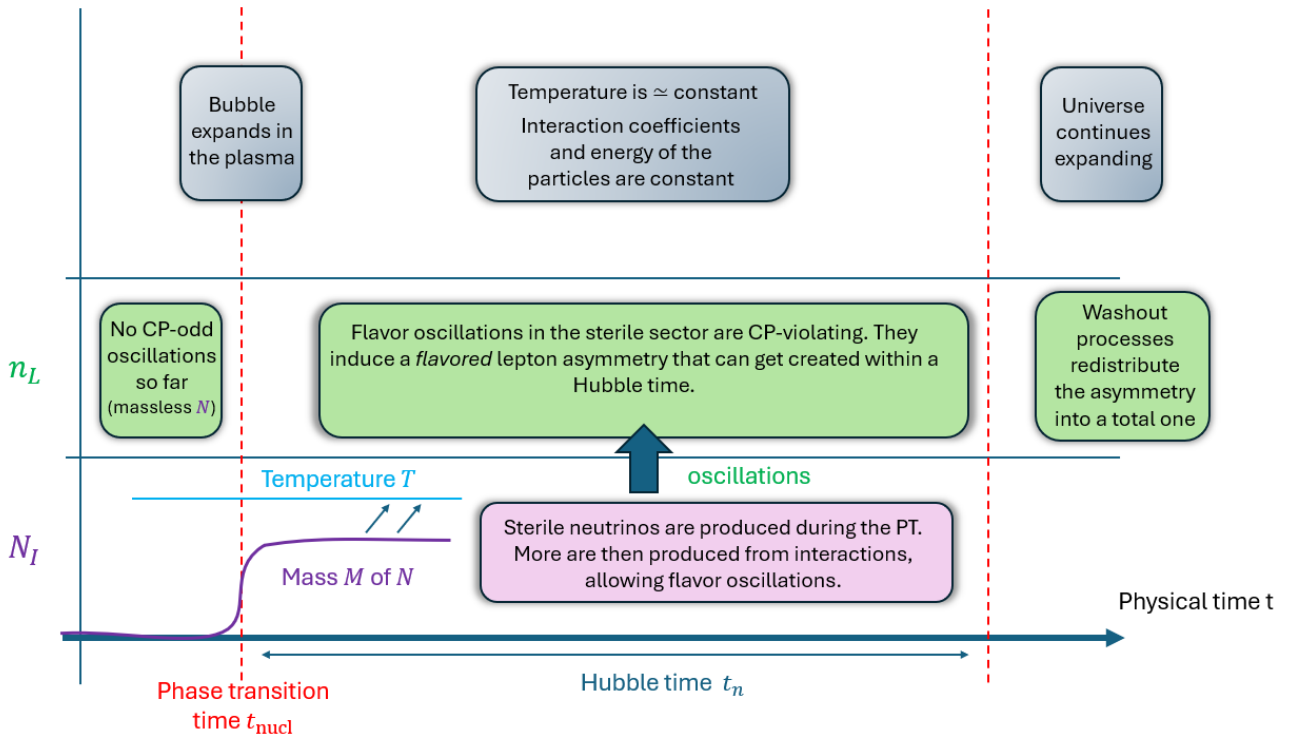 Bubble
expands in
the plasma
Temperature is ≃ constant
Interaction coefficients
and energy of the
particles are constant
Universe
continues
expanding
n_L
No CP-odd
oscillations
so far
(massless N)
Flavor oscillations in the sterile sector are CP-violating. They
induce a flavored lepton asymmetry that can get created within a
Hubble time.
Washout
processes
redistribute
the asymmetry
into a total one
Temperature T
oscillations
N_I
Mass M of N
Sterile neutrinos are produced during the PT.
More are then produced from interactions,
allowing flavor oscillations.
Physical time t
Phase transition
time t_nucl
Hubble time t_n